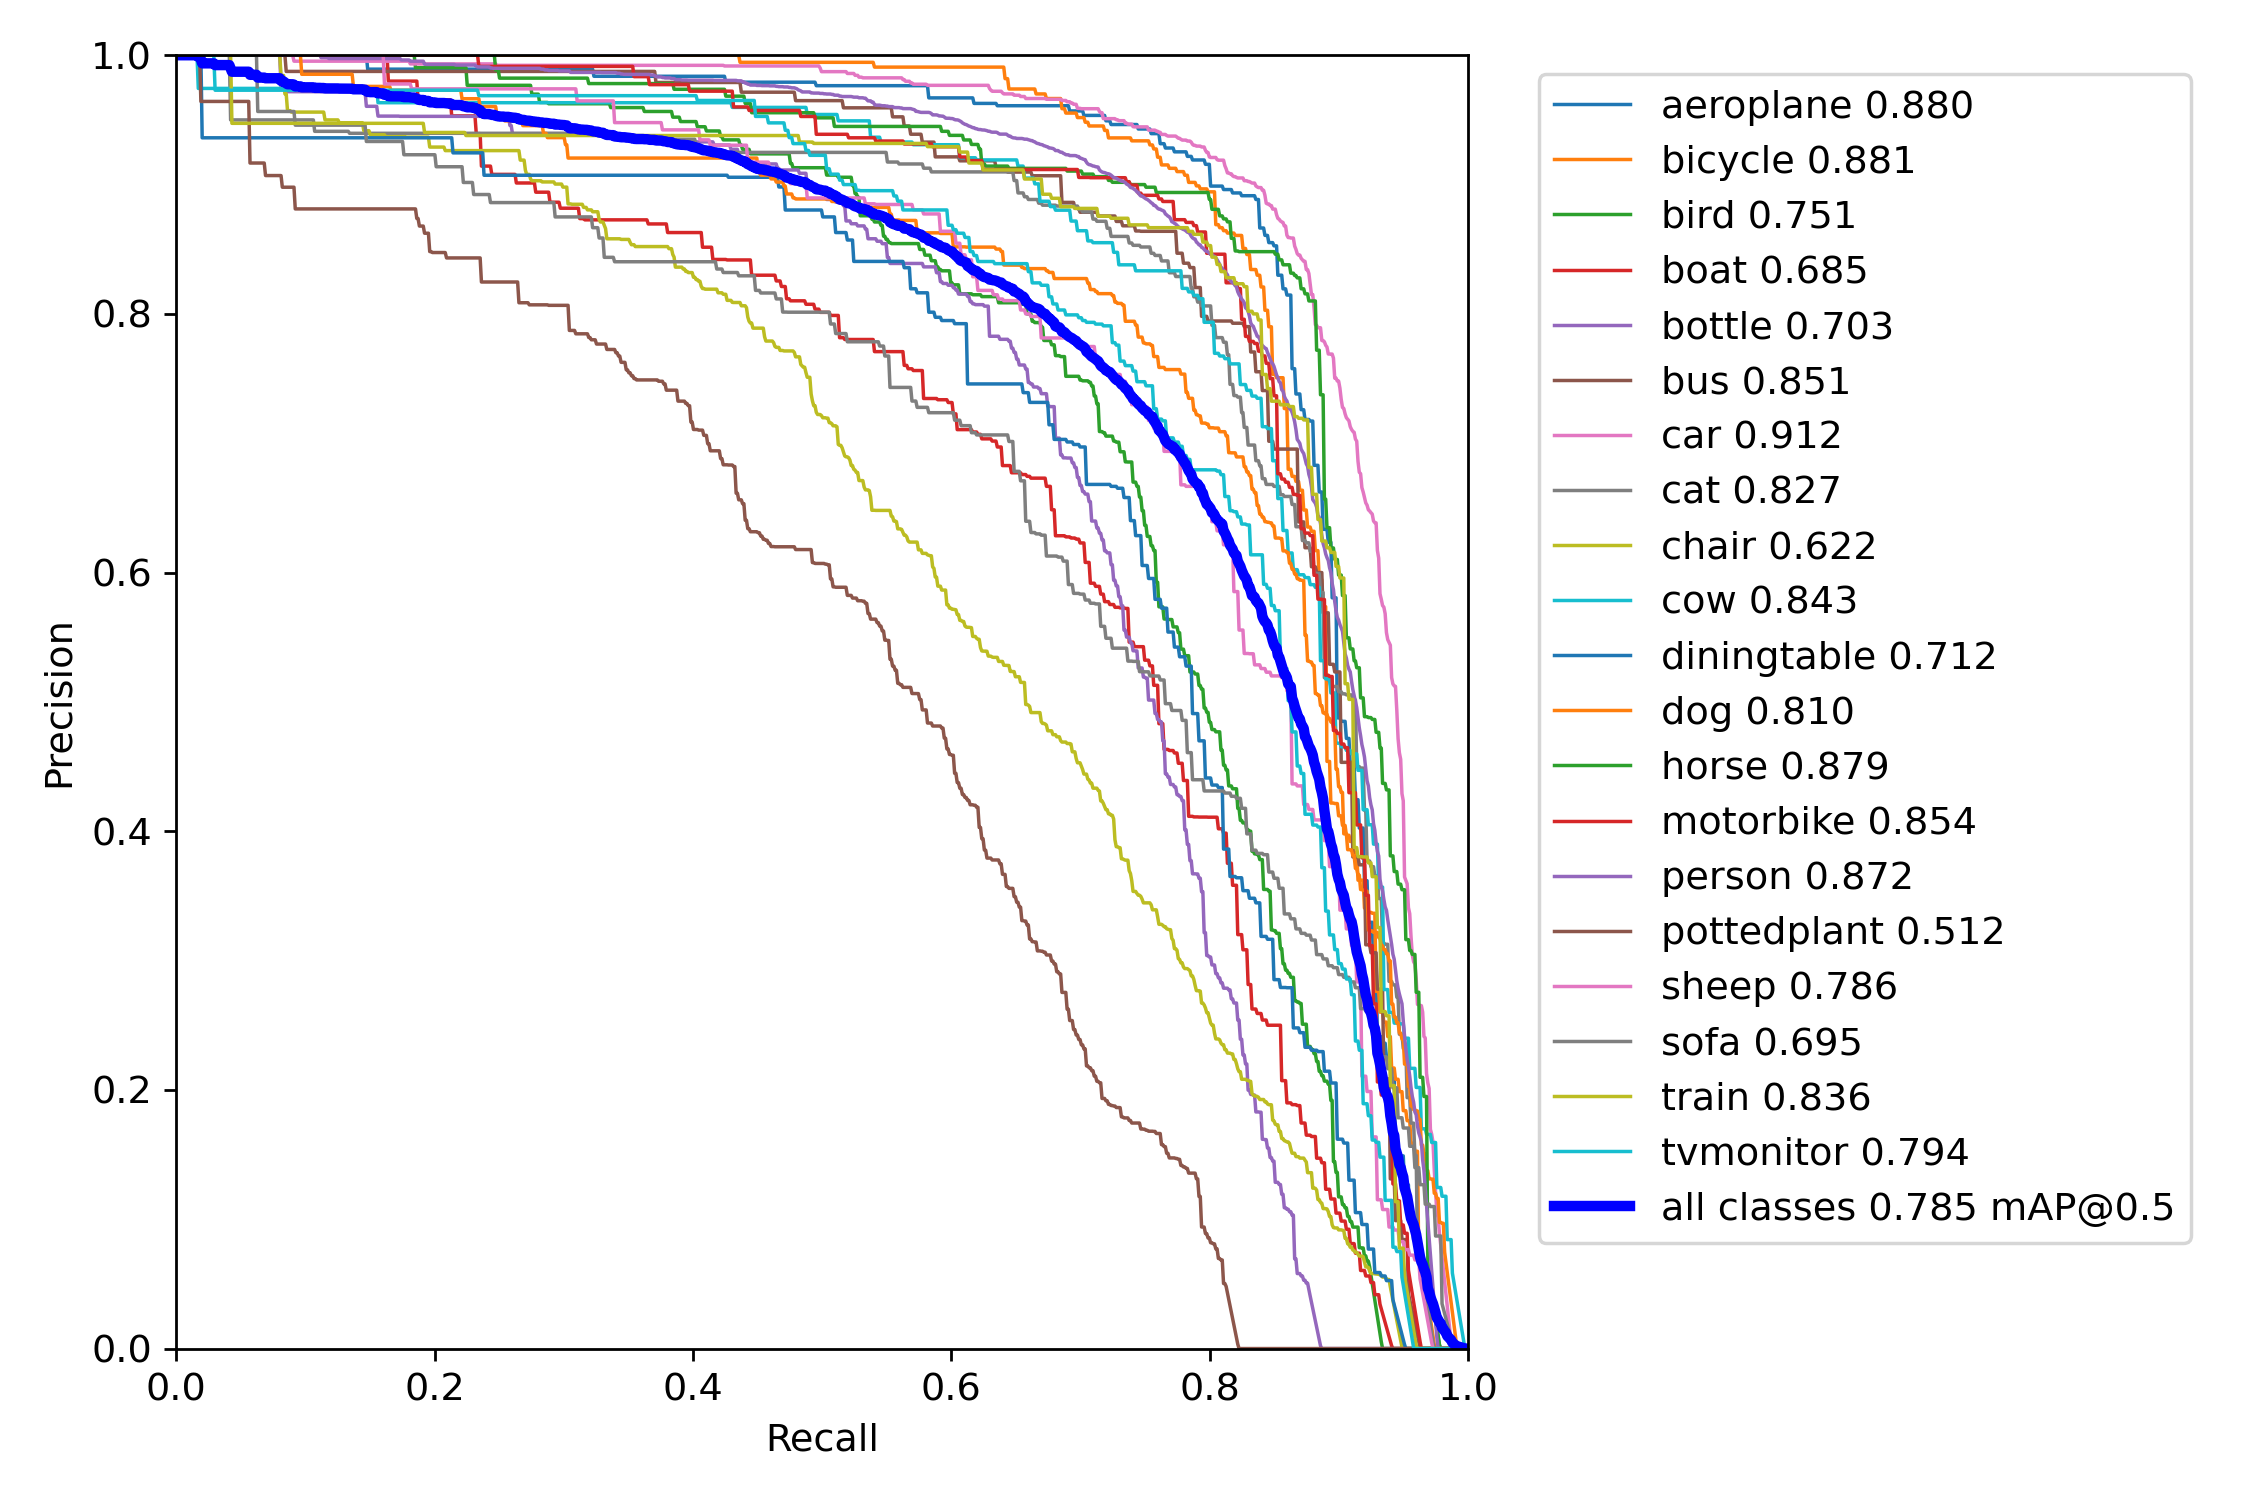 1.0
0.8
0.6
0.4
0.2
0.0
Precision
0.0 0.2 0.4 0.6 0.8 1.0
Recall
aeroplane 0.880
bicycle 0.881
bird 0.751
boat 0.685
bottle 0.703
bus 0.851
car 0.912
cat 0.827
chair 0.622
cow 0.843
diningtable 0.712
dog 0.810
horse 0.879
motorbike 0.854
person 0.872
pottedplant 0.512
sheep 0.786
sofa 0.695
train 0.836
tvmonitor 0.794
all classes 0.785 mAP@0.5